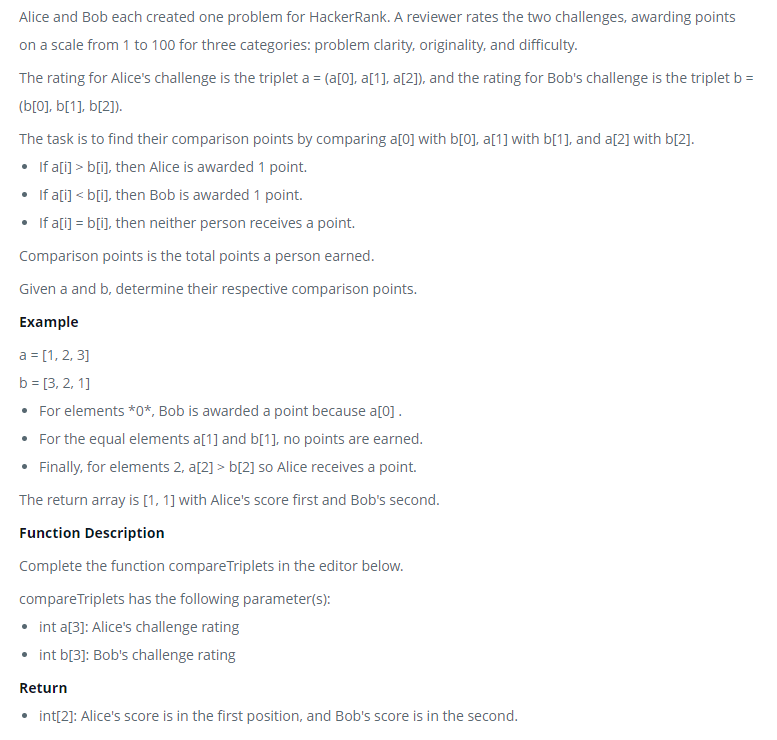 Alice and Bob each created one problem for HackerRank. A reviewer rates the two challenges, awarding points
on a scale from 1 to 100 for three categories: problem clarity, originality, and difficulty.
The rating for Alice's challenge is the triplet a = (a[0], a[1], a[2]), and the rating for Bob's challenge is the triplet b =
(b[0], b[1], b[2]).
The task is to find their comparison points by comparing a[0] with b[0], a[1] with b[1], and a[2] with b[2].
• If a[i] > b[i], then Alice is awarded 1 point.
• If a[i] < b[i], then Bob is awarded 1 point.
• If a[i] = b[i], then neither person receives a point.
Comparison points is the total points a person earned.
Given a and b, determine their respective comparison points.
Example
a = [1, 2, 3]
b = [3, 2, 1]
• For elements *0*, Bob is awarded a point because a[0] .
• For the equal elements a[1] and b[1], no points are earned.
• Finally, for elements 2, a[2] > b[2] so Alice receives a point.
The return array is [1, 1] with Alice's score first and Bob's second.
Function Description
Complete the function compareTriplets in the editor below.
compareTriplets has the following parameter(s):
• int a[3]: Alice's challenge rating
• int b[3]: Bob's challenge rating
Return
• int[2]: Alice's score is in the first position, and Bob's score is in the second.